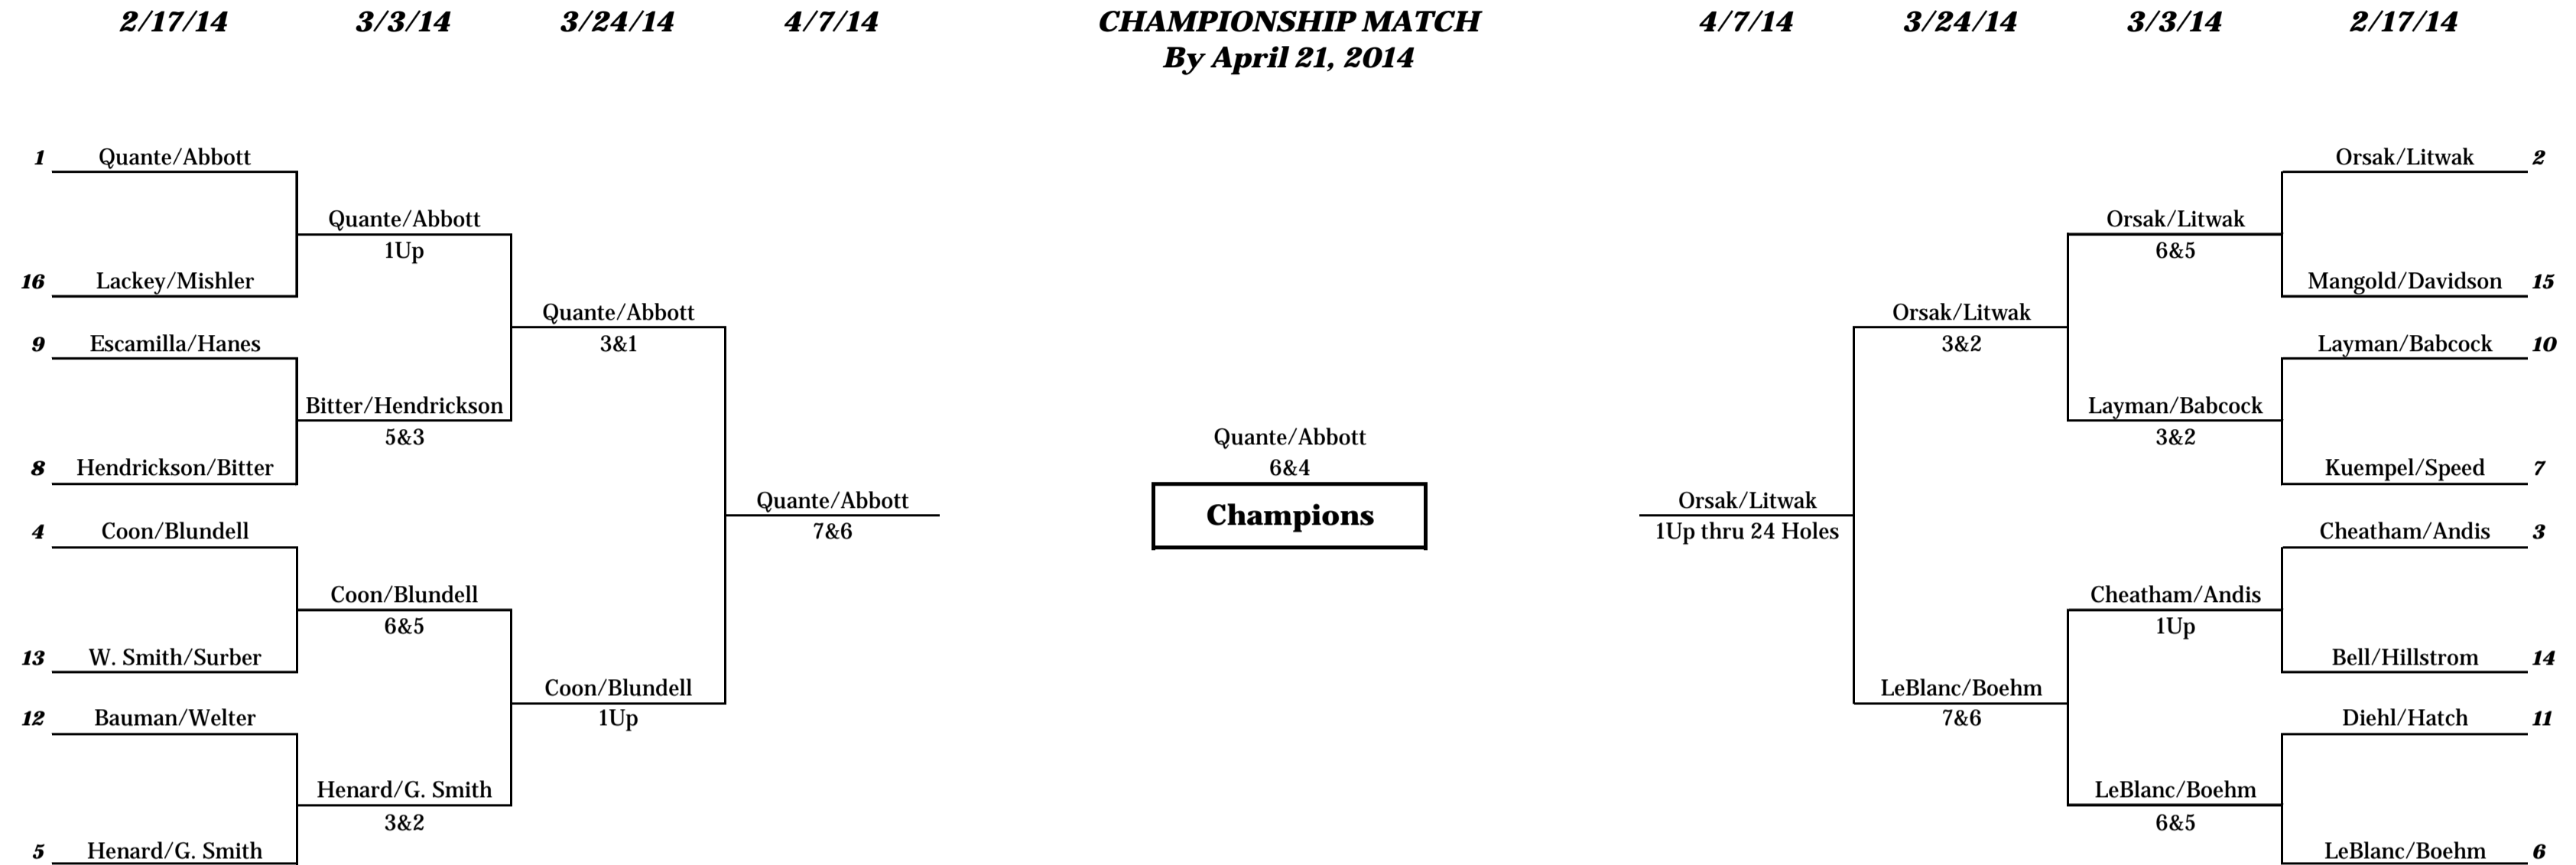 2/17/14 3/3/14 3/24/14 4/7/14 CHAMPIONSHIP MATCH 4/7/14 3/24/14 3/3/14 2/17/14
By April 21, 2014
1 Quante/Abbott Orsak/Litwak 2
Quante/Abbott Orsak/Litwak
1Up 6&5
16 Lackey/Mishler Mangold/Davidson 15
Quante/Abbott Orsak/Litwak
9 Escamilla/Hanes 3&1 3&2 Layman/Babcock 10
Bitter/Hendrickson Layman/Babcock
5&3 Quante/Abbott 3&2
8 Hendrickson/Bitter 6&4 Kuempel/Speed 7
Quante/Abbott Champions Orsak/Litwak
4 Coon/Blundell 7&6 1Up thru 24 Holes Cheatham/Andis 3
Coon/Blundell Cheatham/Andis
6&5 1Up
13 W. Smith/Surber Bell/Hillstrom 14
Coon/Blundell LeBlanc/Boehm
12 Bauman/Welter 1Up 7&6 Diehl/Hatch 11
Henard/G. Smith LeBlanc/Boehm
3&2 6&5
5 Henard/G. Smith LeBlanc/Boehm 6